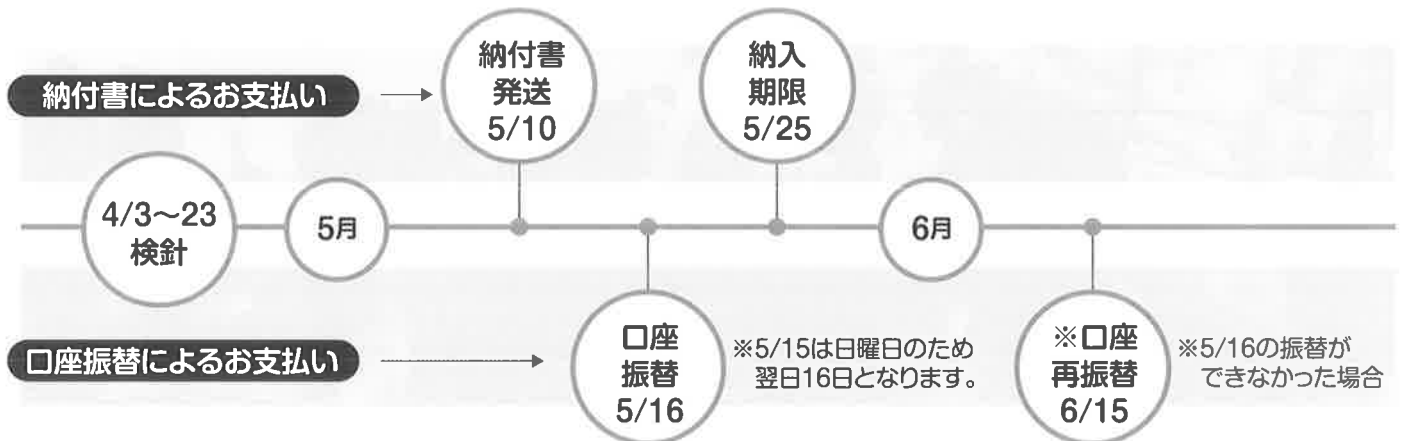 納付書によるお支払い
納付書
発送
5/10
納入
期限
5/25
4/3～23
検針
5月
6月
口座振替によるお支払い
口座
振替
5/16
※5/15は日曜日のため
翌日16日となります。
※口座
再振替
6/15
※5/16の振替が
できなかった場合